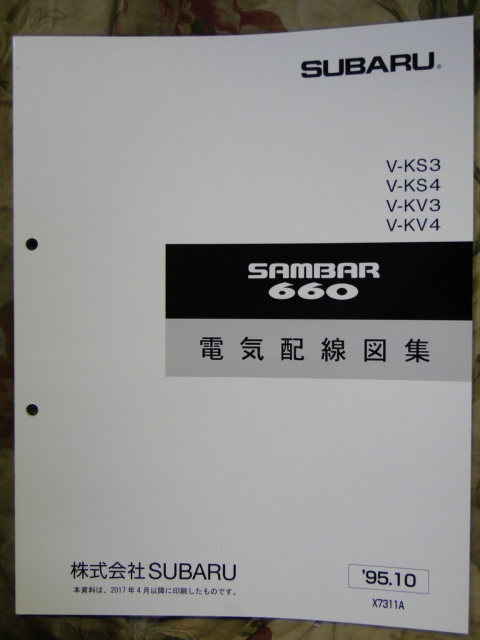 SUBARU®
V-KS3
V-KS4
V-KV3
V-KV4
SAMBAR
660
電気配線図集
株式会社SUBARU
本資料は、2017年4月以降に印刷したものです。
'95.10
X7311A